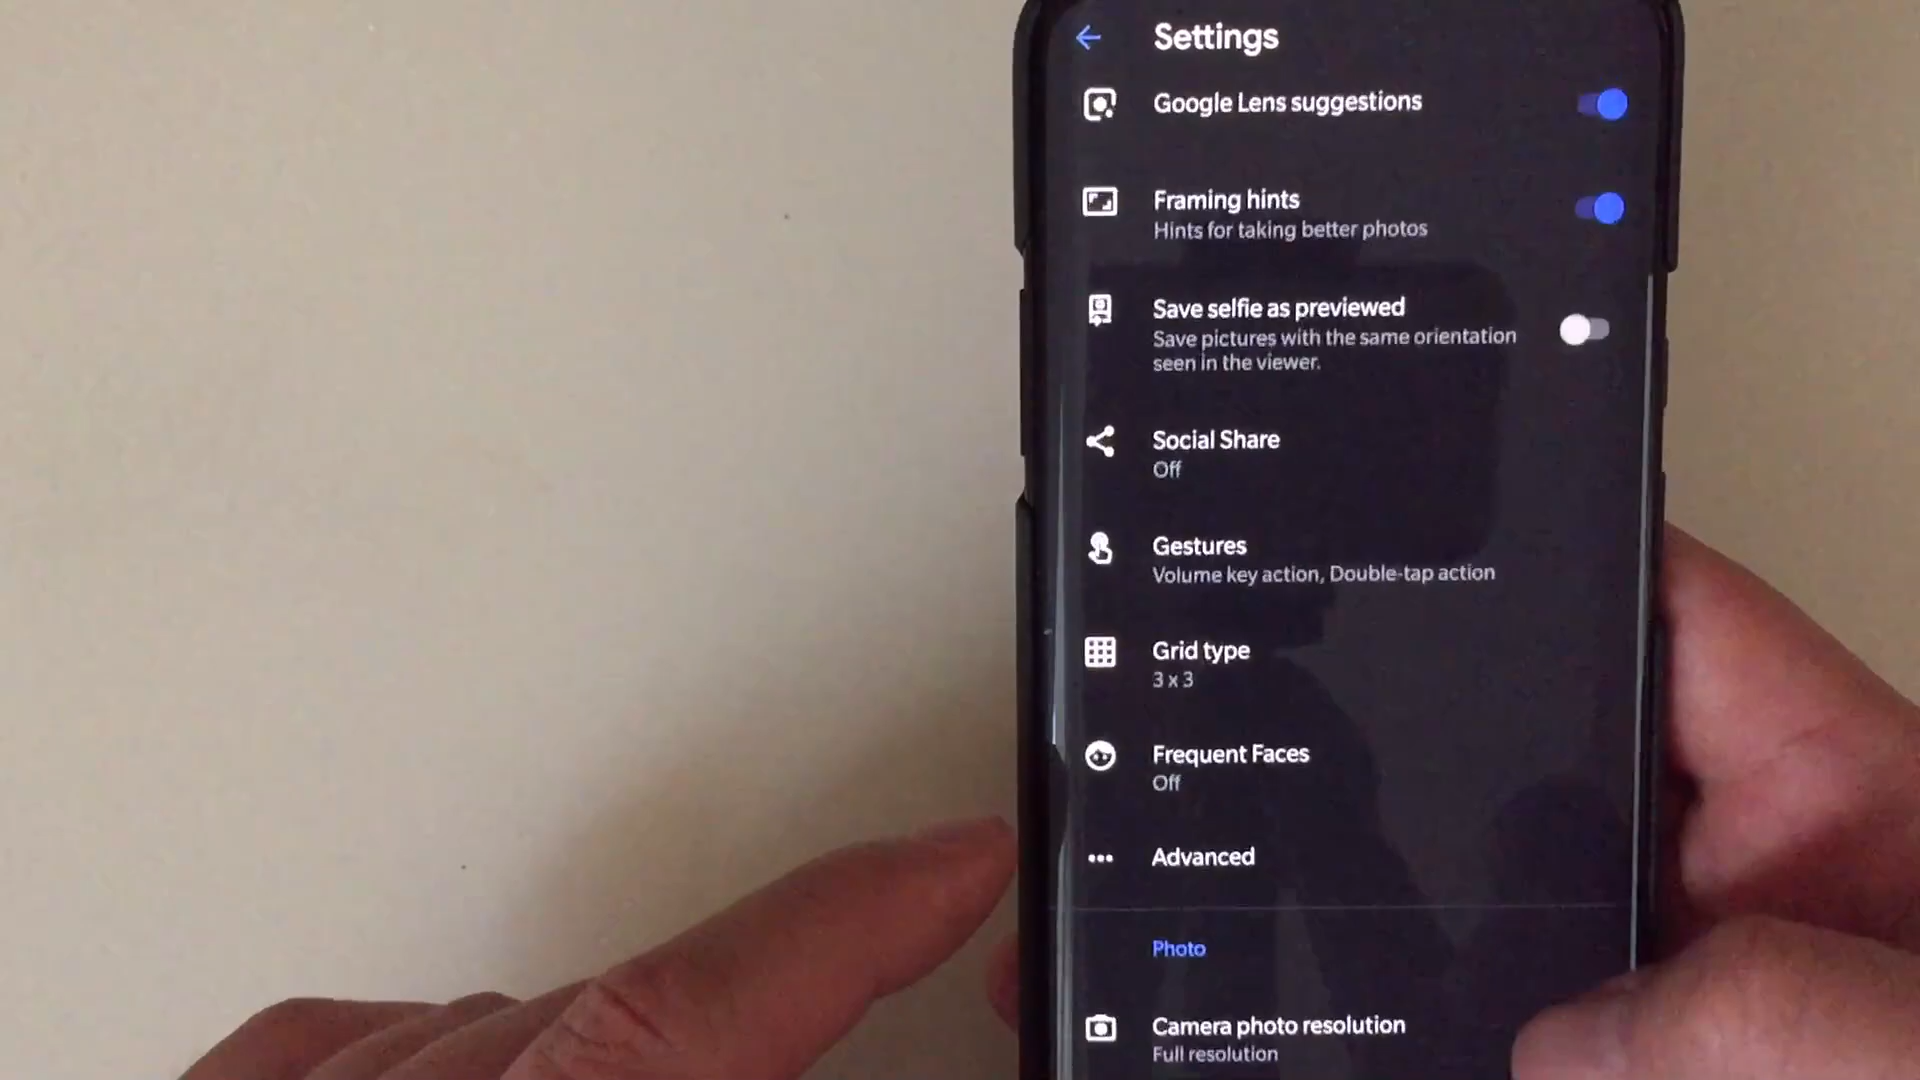 Settings
Google Lens suggestions
Framing hints
Hints for taking better photos
Save selfie as previewed
Save pictures with the same orientation
seen in the viewer.
Social Share
Off
Gestures
Volume key action, Double-tap action
Grid type
3 x 3
Frequent Faces
Off
Advanced
Photo
Camera photo resolution
Full resolution